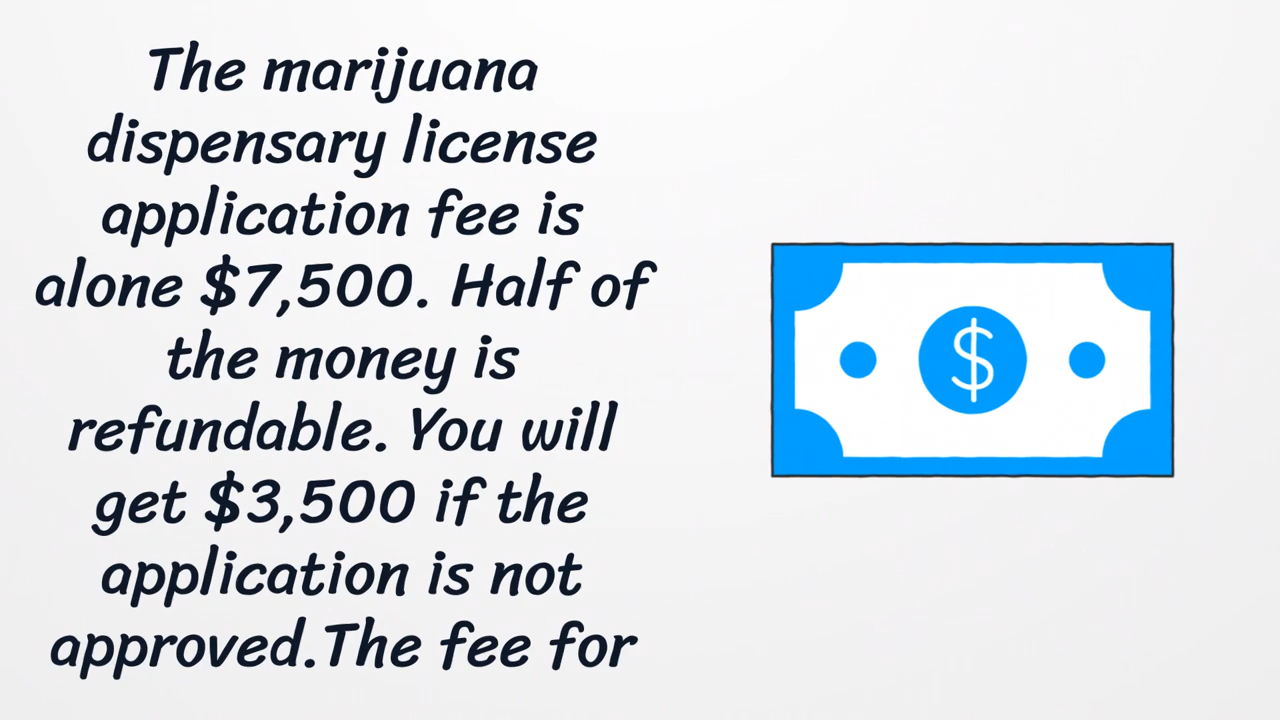 The marijuana
dispensary license
application fee is
alone $7,500. Half of
the money is
refundable. You will
get $3,500 if the
application is not
approved.The fee for
$